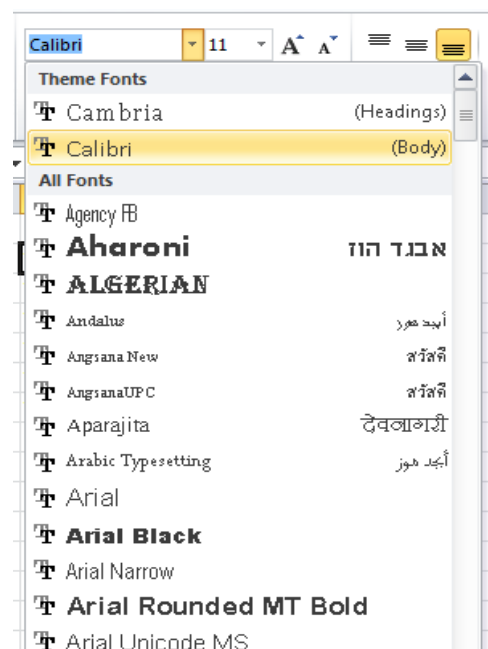 Calibri 11 A A
Theme Fonts
Cambria (Headings)
Calibri (Body)
All Fonts
Agency FB
Aharoni אבגד הוז
ALGERIAN
Andalus أبجد هوز
Angsana New สวัสดี
AngsanaUPC สวัสดี
Aparajita देवनागरी
Arabic Typesetting أبجد هوز
Arial
Arial Black
Arial Narrow
Arial Rounded MT Bold
Arial Unicode MS